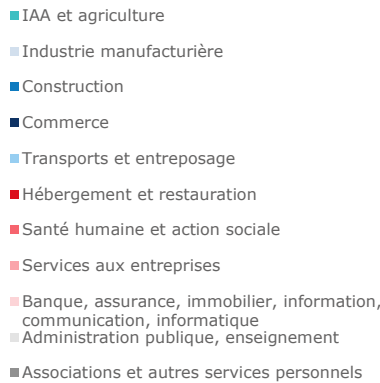 IAA et agriculture
Industrie manufacturière
Construction
Commerce
Transports et entreposage
Hébergement et restauration
Santé humaine et action sociale
Services aux entreprises
Banque, assurance, immobilier, information,
communication, informatique
Administration publique, enseignement
Associations et autres services personnels